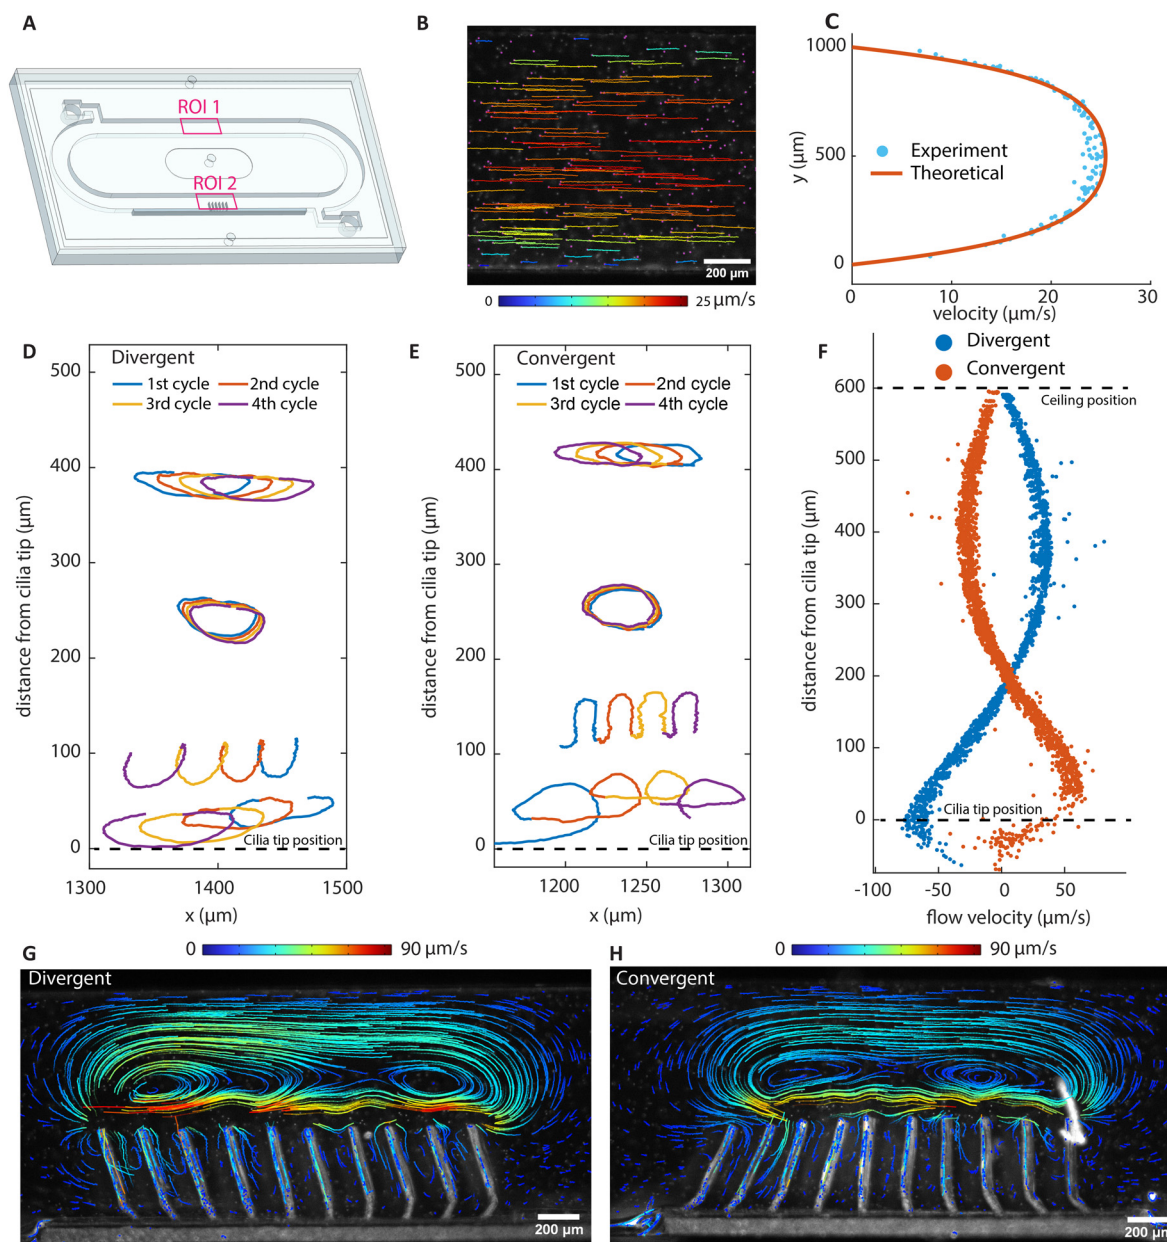 A
ROI 1
ROI 2
B
200 µm
0
25 µm/s
C
1000
500
0
y (µm)
Experiment
Theoretical
0
10
20
30
velocity (µm/s)
D
Divergent
1st cycle
2nd cycle
3rd cycle
4th cycle
500
400
300
200
100
0
distance from cilia tip (µm)
Cilia tip position
1300
1400
1500
x (µm)
E
Convergent
1st cycle
2nd cycle
3rd cycle
4th cycle
500
400
300
200
100
0
distance from cilia tip (µm)
Cilia tip position
1200
1250
1300
x (µm)
F
Divergent
Convergent
600
500
400
300
200
100
0
distance from cilia tip (µm)
Ceiling position
Cilia tip position
-100
-50
0
50
flow velocity (µm/s)
G
0
90 µm/s
Divergent
200 µm
H
0
90 µm/s
Convergent
200 µm